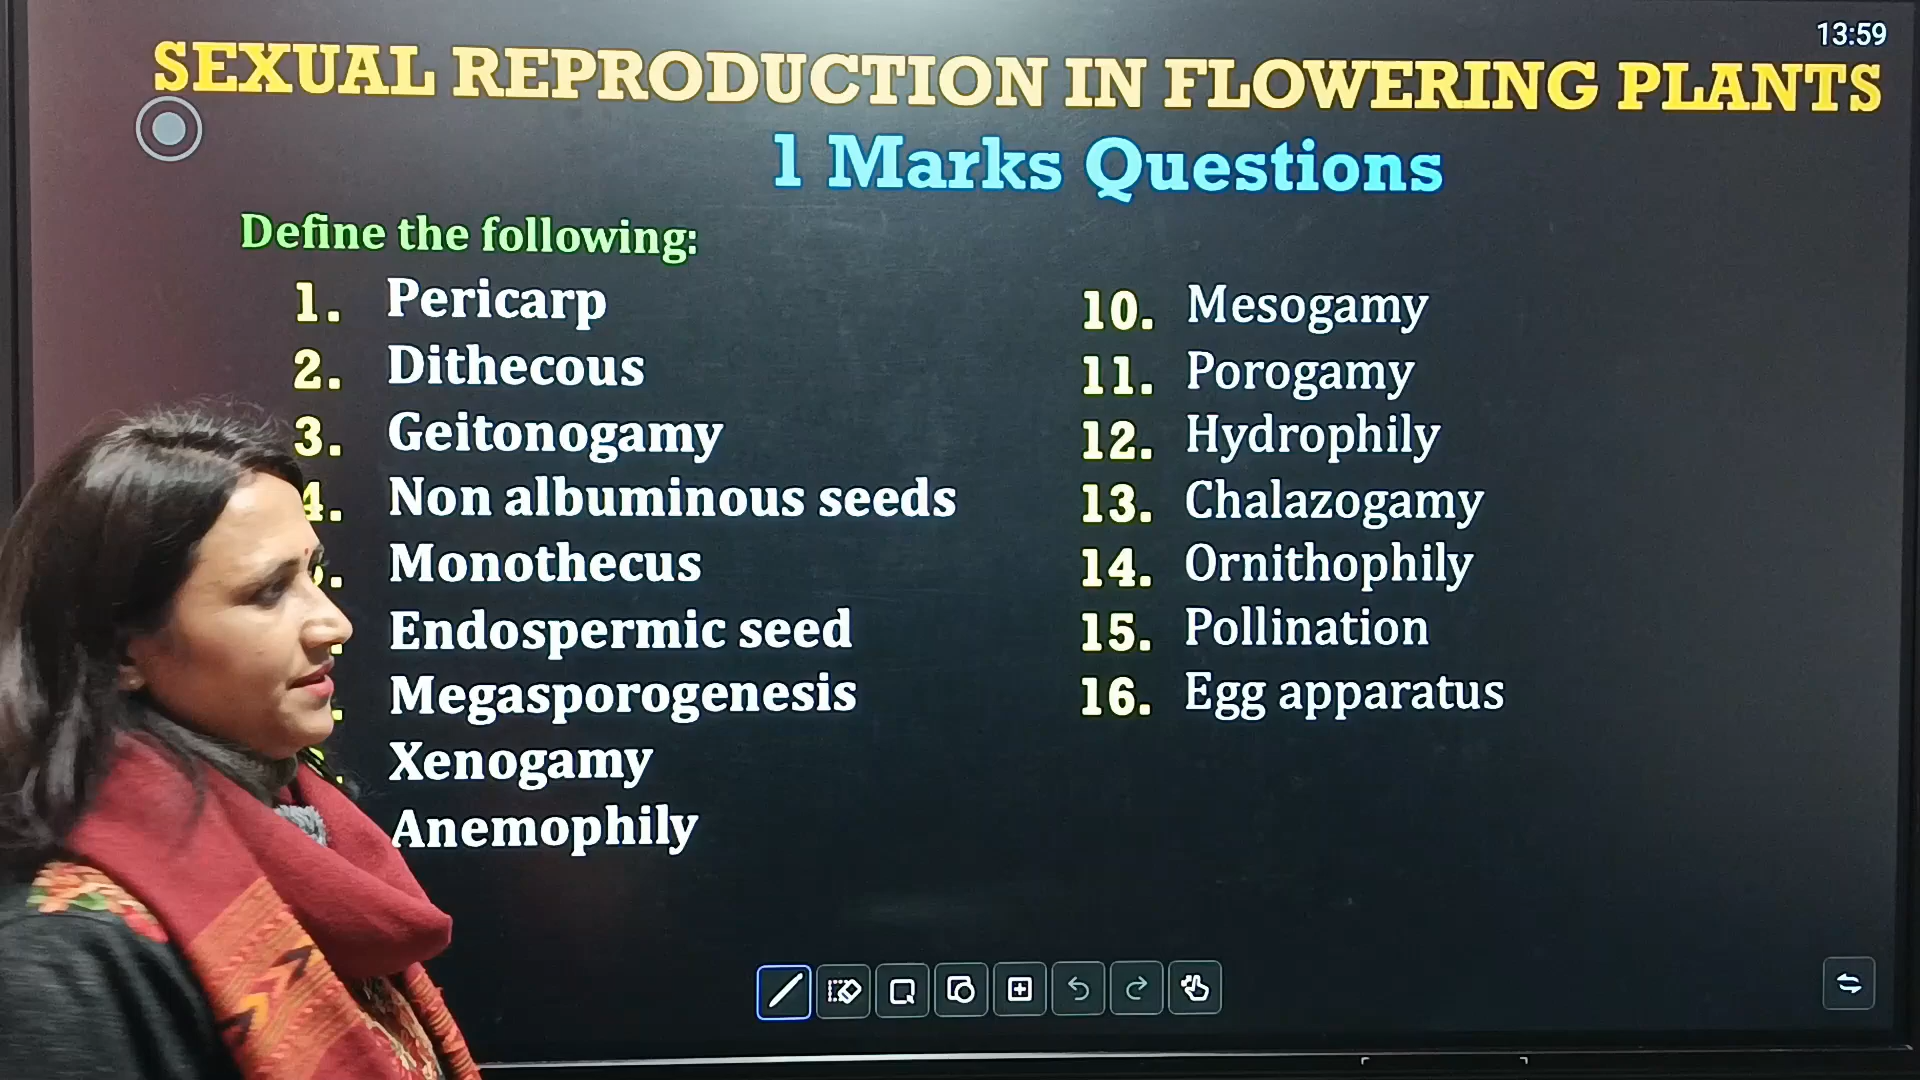 13:59
SEXUAL REPRODUCTION IN FLOWERING PLANTS
1 Marks Questions
Define the following:
1. Pericarp
2. Dithecous
3. Geitonogamy
4. Non albuminous seeds
Monothecus
Endospermic seed
Megasporogenesis
Xenogamy
Anemophily
10. Mesogamy
11. Porogamy
12. Hydrophily
13. Chalazogamy
14. Ornithophily
15. Pollination
16. Egg apparatus